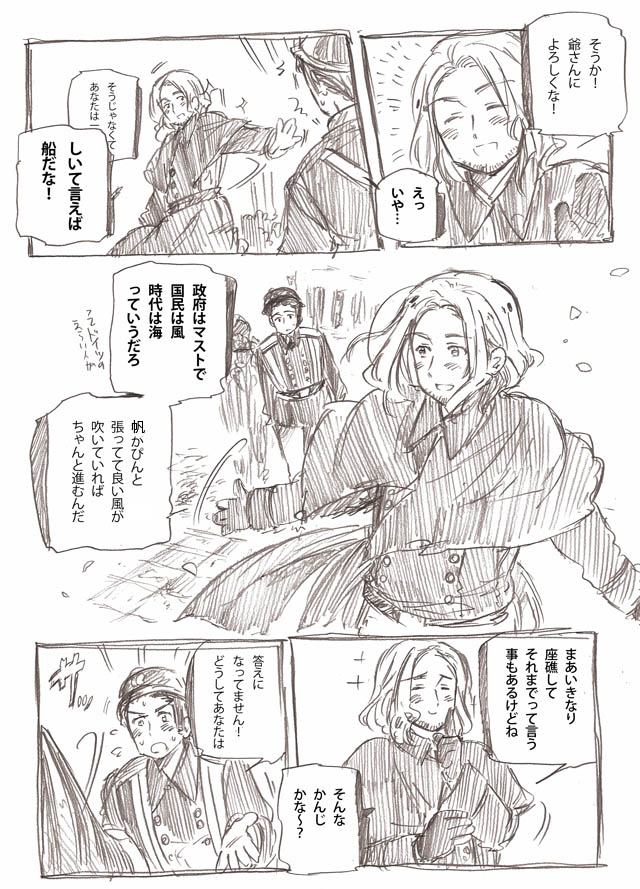 そうか!
爺さんに
よろしくな!
えっ
いや…
そうじゃなくて
あなたは一
しいて言えば
船だな!
政府はマストで
国民は風
時代は海
っていうだろ
帆かぴんと
張ってて良い風が
吹いていれば
ちゃんと進むんだ
まあいきなり
座礁して
それまでって言う
事もあるけどね
そんな
かんじ
かな〜?
答えに
なってません!
どうしてあなたは